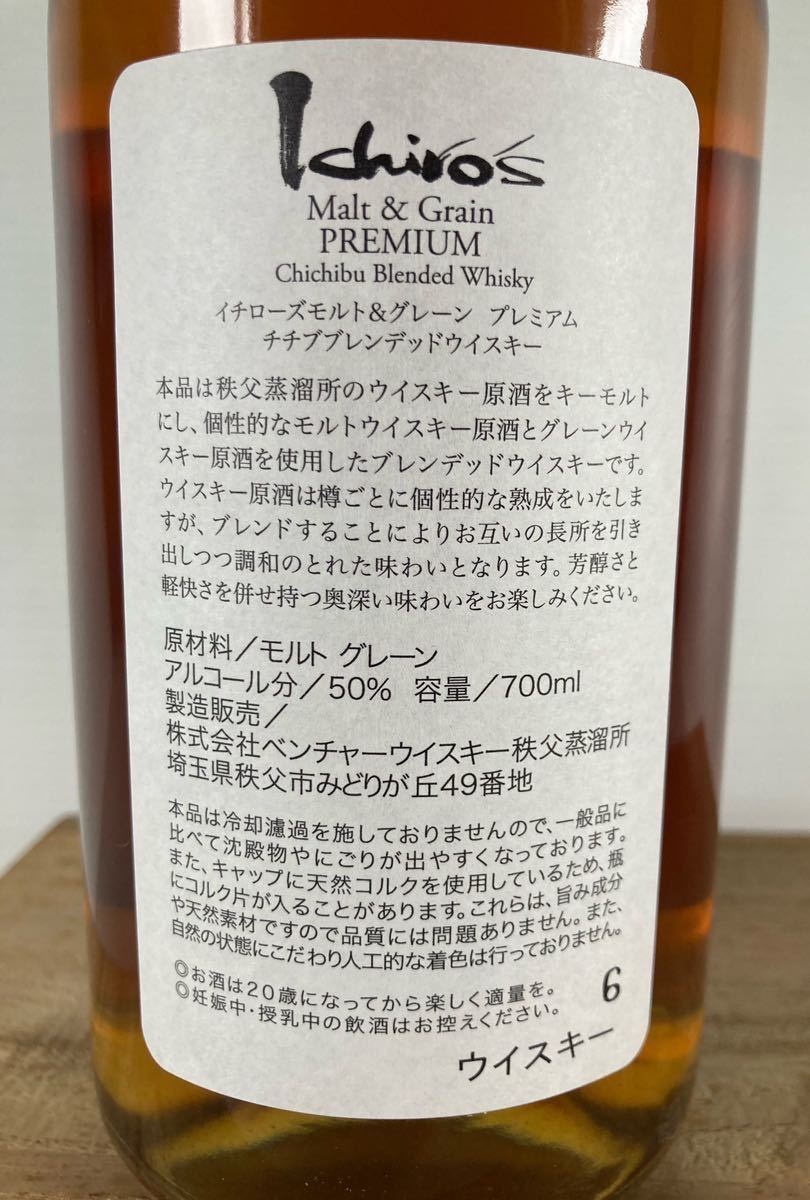 Ichiro's
Malt & Grain
PREMIUM
Chichibu Blended Whisky
イチローズモルト&グレーン プレミアム
チチブブレンデッドウイスキー
本品は秩父蒸溜所のウイスキー原酒をキーモルト
にし、個性的なモルトウイスキー原酒とグレーンウイ
スキー原酒を使用したブレンデッドウイスキーです。
ウイスキー原酒は樽ごとに個性的な熟成をいたしま
すが、ブレンドすることによりお互いの長所を引き
出しつつ調和のとれた味わいとなります。芳醇さと
軽快さを併せ持つ奥深い味わいをお楽しみください。
原材料/モルト グレーン
アルコール分/50% 容量/700ml
製造販売/
株式会社ベンチャーウイスキー秩父蒸溜所
埼玉県秩父市みどりが丘49番地
本品は冷却濾過を施しておりませんので、一般品に
比べて沈殿物やにごりが出やすくなっております。
また、キャップに天然コルクを使用しているため、瓶
にコルク片が入ることがあります。これらは、旨み成分
や天然素材ですので品質には問題ありません。また、
自然の状態にこだわり人工的な着色は行っておりません。
◎お酒は20歳になってから楽しく適量を。
◎妊娠中・授乳中の飲酒はお控えください。
6
ウイスキー